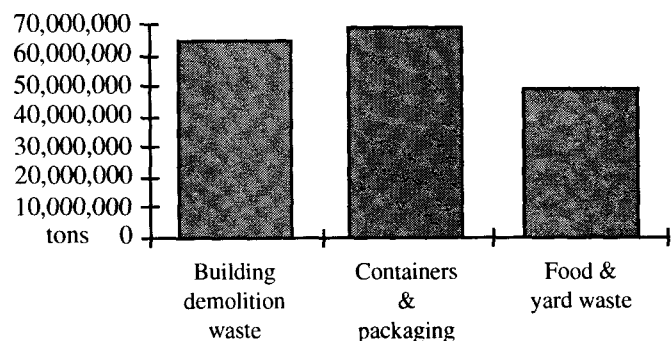 70,000,000
60,000,000
50,000,000
40,000,000
30,000,000
20,000,000
10,000,000
tons 0
Building
demolition
waste
Containers
&
packaging
Food &
yard waste